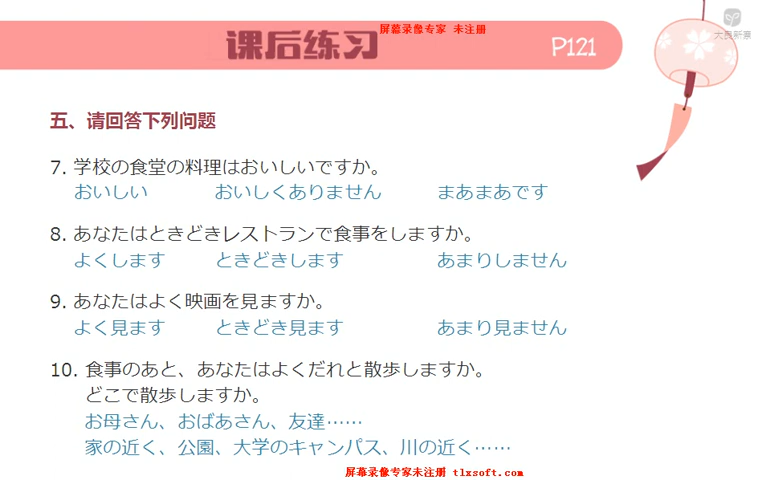 屏幕录像专家 未注册
课后练习
P121
大良新意
五、请回答下列问题
7. 学校の食堂の料理はおいしいですか。
おいしい おいしくありません まあまあです
8. あなたはときどきレストランで食事をしますか。
よくします ときどきします あまりしません
9. あなたはよく映画を見ますか。
よく見ます ときどき見ます あまり見ません
10. 食事のあと、あなたはよくだれと散歩しますか。
どこで散歩しますか。
お母さん、おばあさん、友達……
家の近く、公園、大学のキャンパス、川の近く……
屏幕录像专家未注册 tlxsoft.com